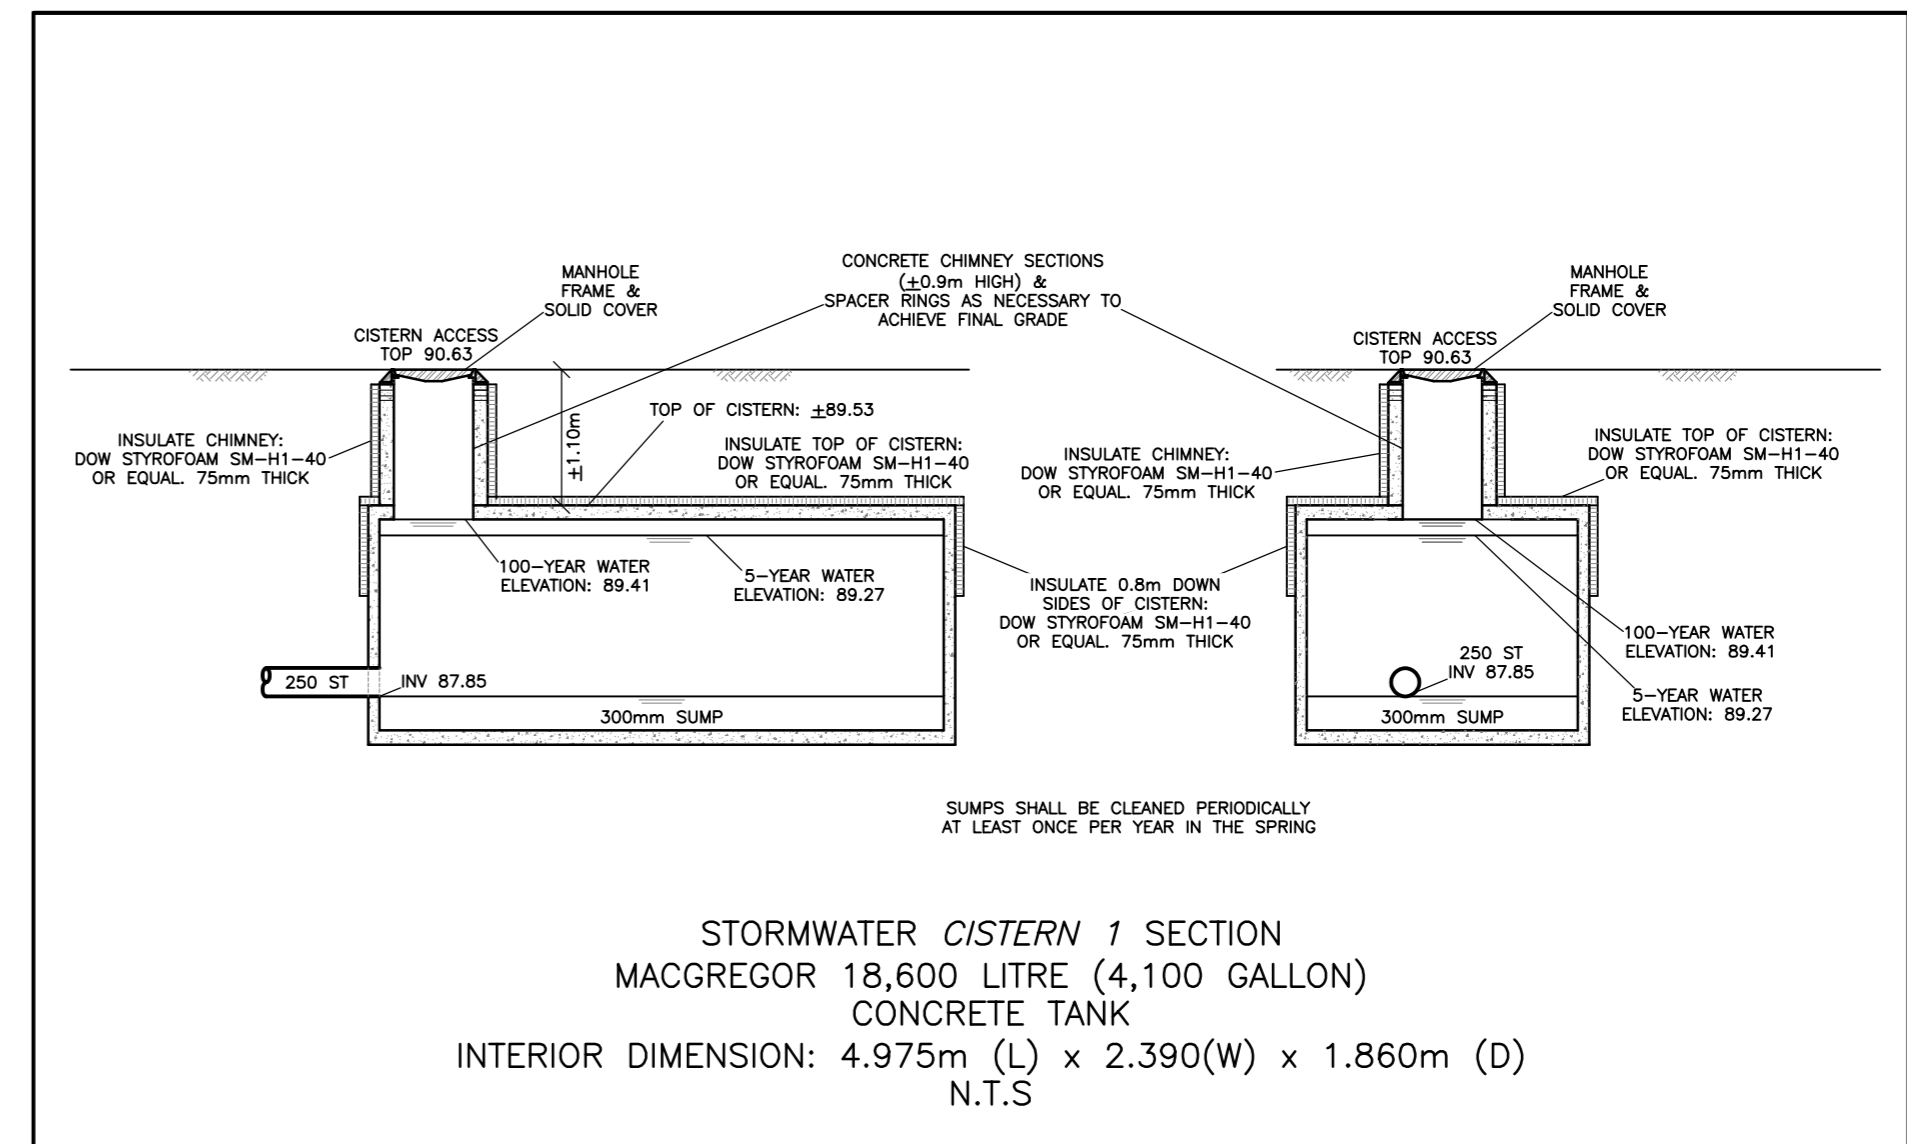 CONCRETE CHIMNEY SECTIONS
(±0.9m HIGH) &
SPACER RINGS AS NECESSARY TO
ACHIEVE FINAL GRADE
MANHOLE
FRAME &
SOLID COVER
CISTERN ACCESS
TOP 90.63
TOP OF CISTERN: ±89.53
±1.10m
INSULATE CHIMNEY:
DOW STYROFOAM SM-H1-40
OR EQUAL. 75mm THICK
INSULATE TOP OF CISTERN:
DOW STYROFOAM SM-H1-40
OR EQUAL. 75mm THICK
100-YEAR WATER
ELEVATION: 89.41
5-YEAR WATER
ELEVATION: 89.27
250 ST
INV 87.85
300mm SUMP
INSULATE 0.8m DOWN
SIDES OF CISTERN:
DOW STYROFOAM SM-H1-40
OR EQUAL. 75mm THICK
MANHOLE
FRAME &
SOLID COVER
CISTERN ACCESS
TOP 90.63
INSULATE CHIMNEY:
DOW STYROFOAM SM-H1-40
OR EQUAL. 75mm THICK
INSULATE TOP OF CISTERN:
DOW STYROFOAM SM-H1-40
OR EQUAL. 75mm THICK
250 ST
INV 87.85
300mm SUMP
100-YEAR WATER
ELEVATION: 89.41
5-YEAR WATER
ELEVATION: 89.27
SUMPS SHALL BE CLEANED PERIODICALLY
AT LEAST ONCE PER YEAR IN THE SPRING
STORMWATER CISTERN 1 SECTION
MACGREGOR 18,600 LITRE (4,100 GALLON)
CONCRETE TANK
INTERIOR DIMENSION: 4.975m (L) x 2.390(W) x 1.860m (D)
N.T.S